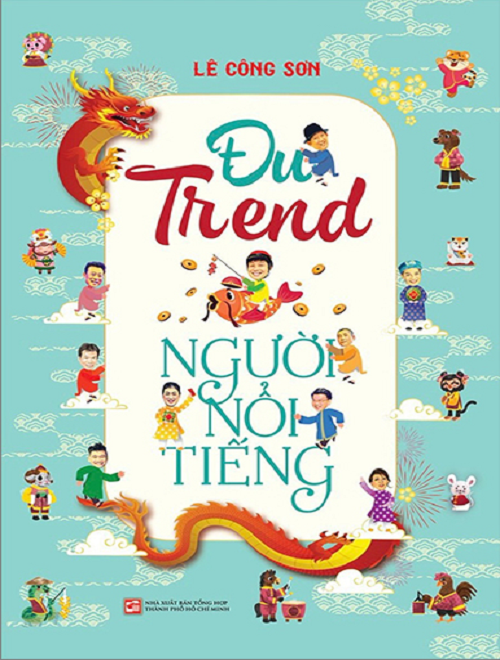 LÊ CÔNG SƠN
Đu
Trend
NGƯỜI
NỔI
TIẾNG
NHÀ XUẤT BẢN TỔNG HỢP
THÀNH PHỐ HỒ CHÍ MINH